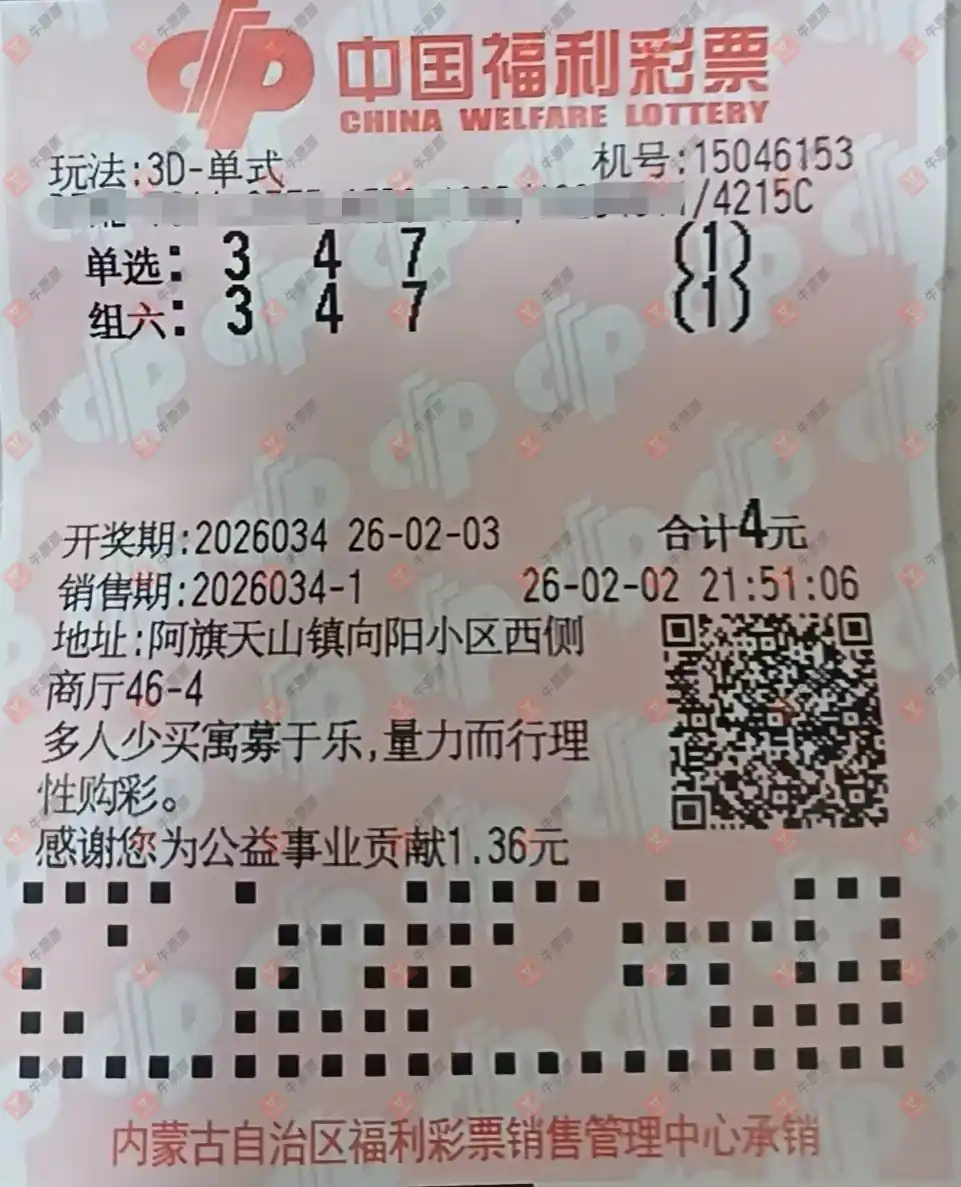 中国福利彩票
CHINA WELFARE LOTTERY
玩法:3D-单式 机号:15046153
/4215C
单选: 3 4 7 (1)
组六: 3 4 7 (1)
开奖期:2026034 26-02-03 合计4元
销售期:2026034-1 26-02-02 21:51:06
地址:阿旗天山镇向阳小区西侧
商厅46-4
多人少买寓募于乐,量力而行理
性购彩。
感谢您为公益事业贡献1.36元
内蒙古自治区福利彩票销售管理中心承销